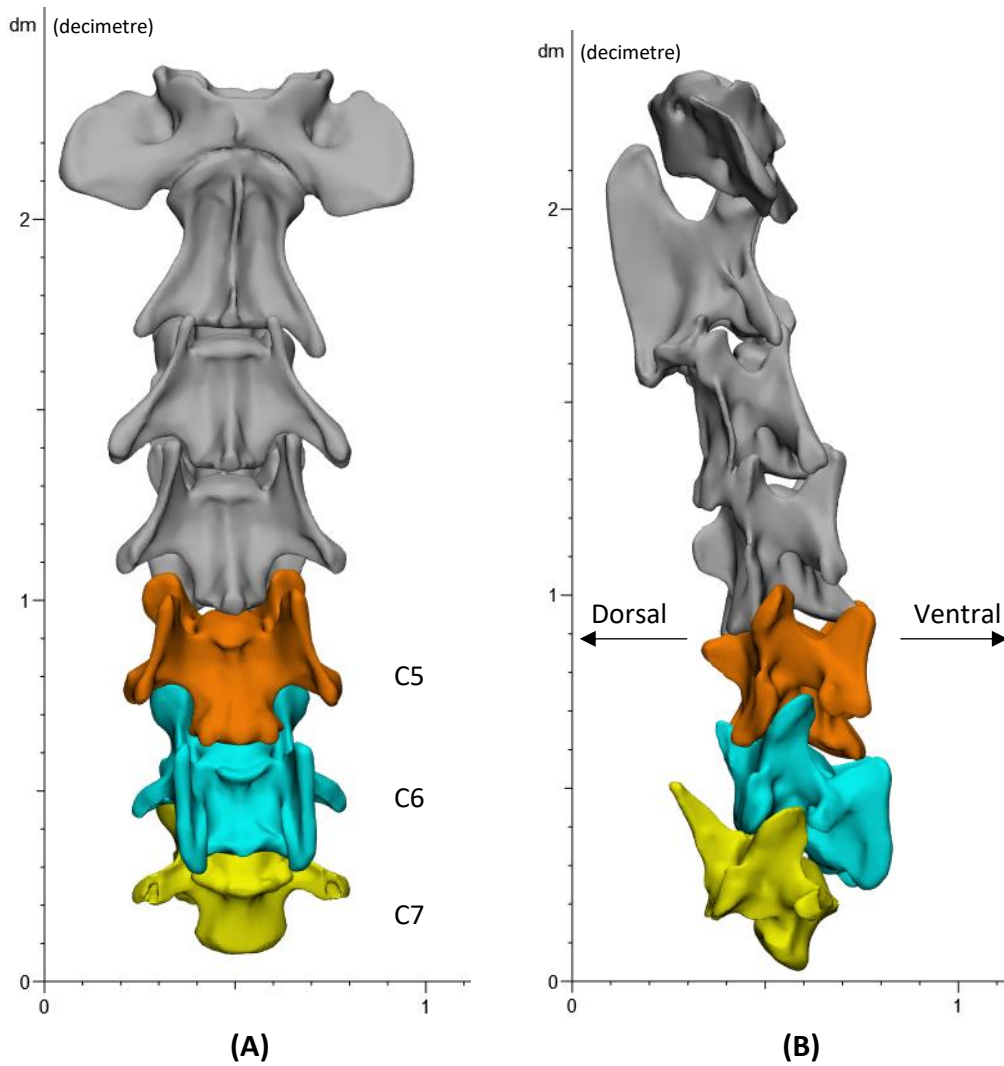 dm (decimetre)
2
1
0
0 1
C5
C6
C7
(A)
dm (decimetre)
2
1
0
0 1
Dorsal
Ventral
(B)